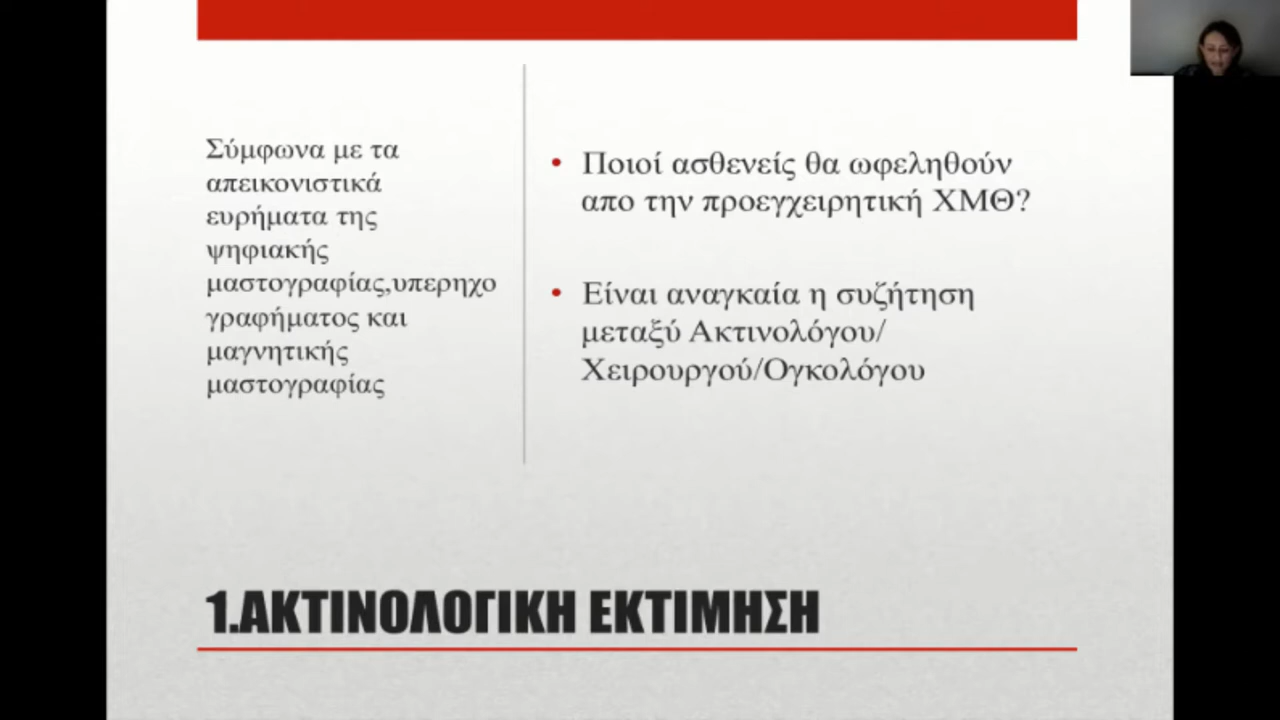 Σύμφωνα με τα
απεικονιστικά
ευρήματα της
ψηφιακής
μαστογραφίας,υπερηχο
γραφήματος και
μαγνητικής
μαστογραφίας
• Ποιοί ασθενείς θα ωφεληθούν
απο την προεγχειρητική ΧΜΘ?
• Είναι αναγκαία η συζήτηση
μεταξύ Ακτινολόγου/
Χειρουργού/Ογκολόγου
1.ΑΚΤΙΝΟΛΟΓΙΚΗ ΕΚΤΙΜΗΣΗ